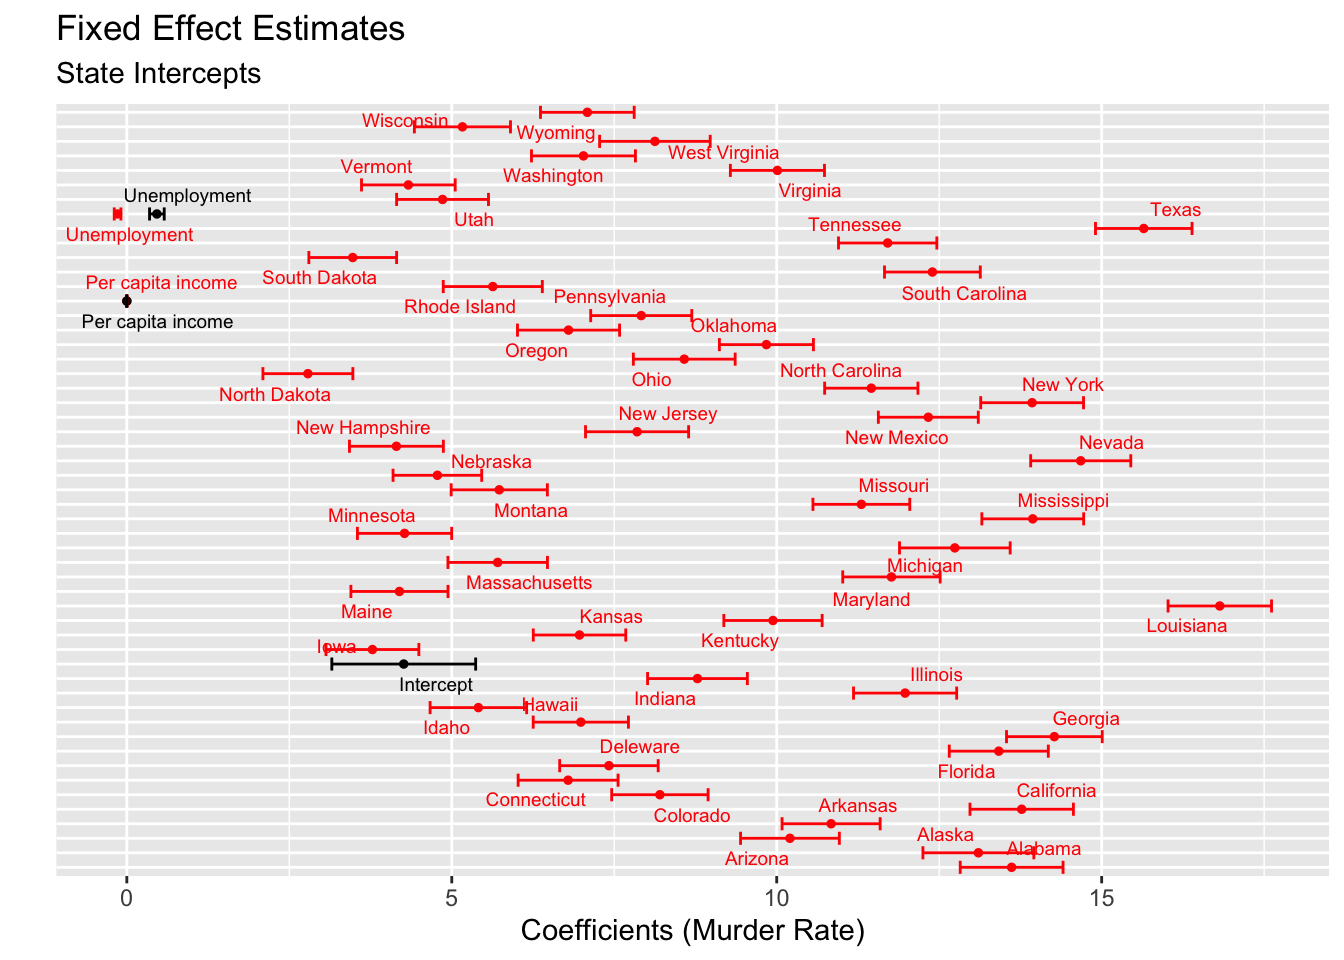 Fixed Effect Estimates
State Intercepts
Wisconsin
Wyoming
West Virginia
Vermont
Washington
Virginia
Unemployment
Utah
Texas
Tennessee
Unemployment
South Dakota
Per capita income
South Carolina
Rhode Island
Pennsylvania
Per capita income
Oklahoma
Oregon
North Carolina
Ohio
New York
North Dakota
New Jersey
New Hampshire
New Mexico
Nevada
Nebraska
Missouri
Mississippi
Montana
Minnesota
Michigan
Massachusetts
Maryland
Maine
Kansas
Louisiana
Kentucky
Iowa
Illinois
Intercept
Indiana
Hawaii
Georgia
Idaho
Deleware
Florida
California
Connecticut
Arkansas
Colorado
Alaska
Alabama
Arizona
0 5 10 15
Coefficients (Murder Rate)